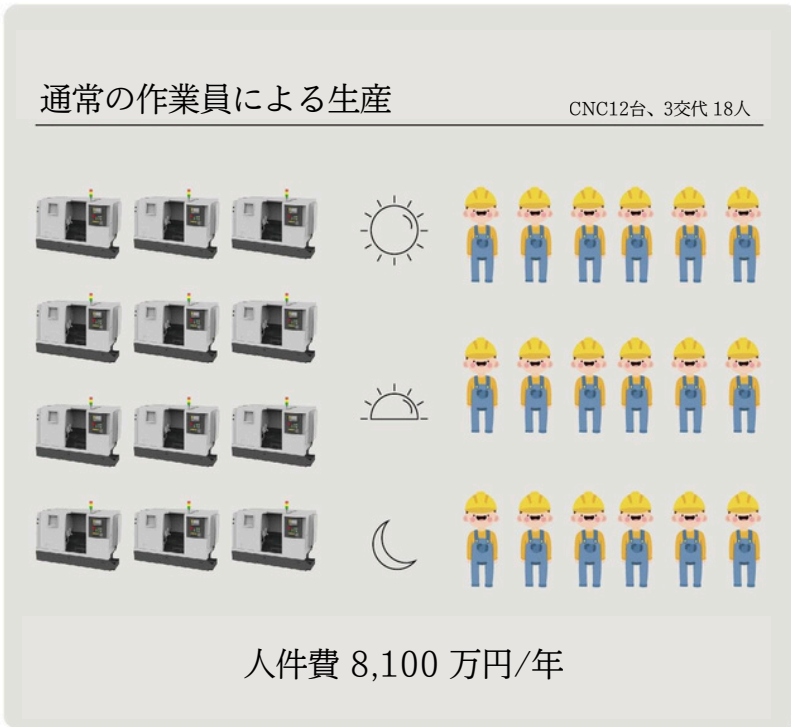 通常の作業員による生産
CNC12台、3交代 18人
人件費 8,100 万円/年